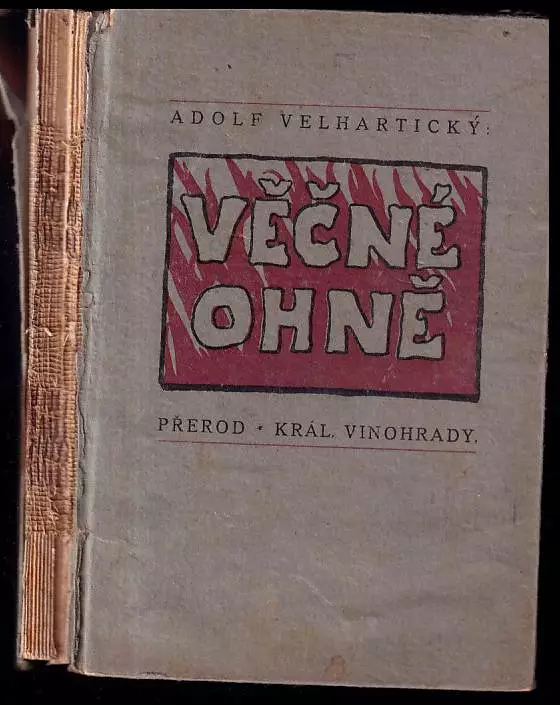 ADOLF VELHARTICKÝ:
VĚČNÉ
OHNĚ
PŘEROD • KRÁL. VINOHRADY.